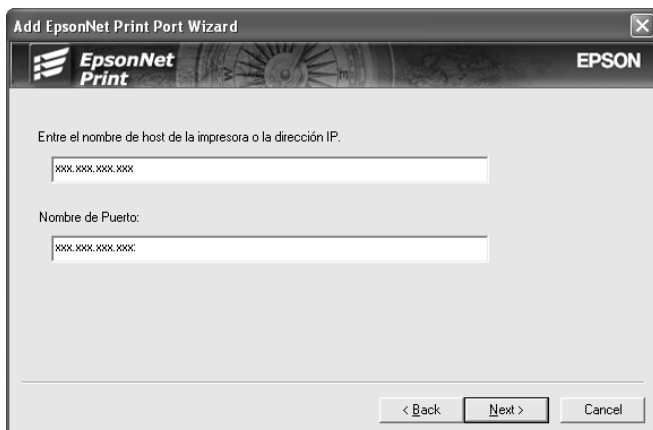 Add EpsonNet Print Port Wizard
EpsonNet
Print
EPSON
Entre el nombre de host de la impresora o la dirección IP.
xxx.xxx.xxx.xxx
Nombre de Puerto:
xxx.xxx.xxx.xxx:
< Back
Next >
Cancel